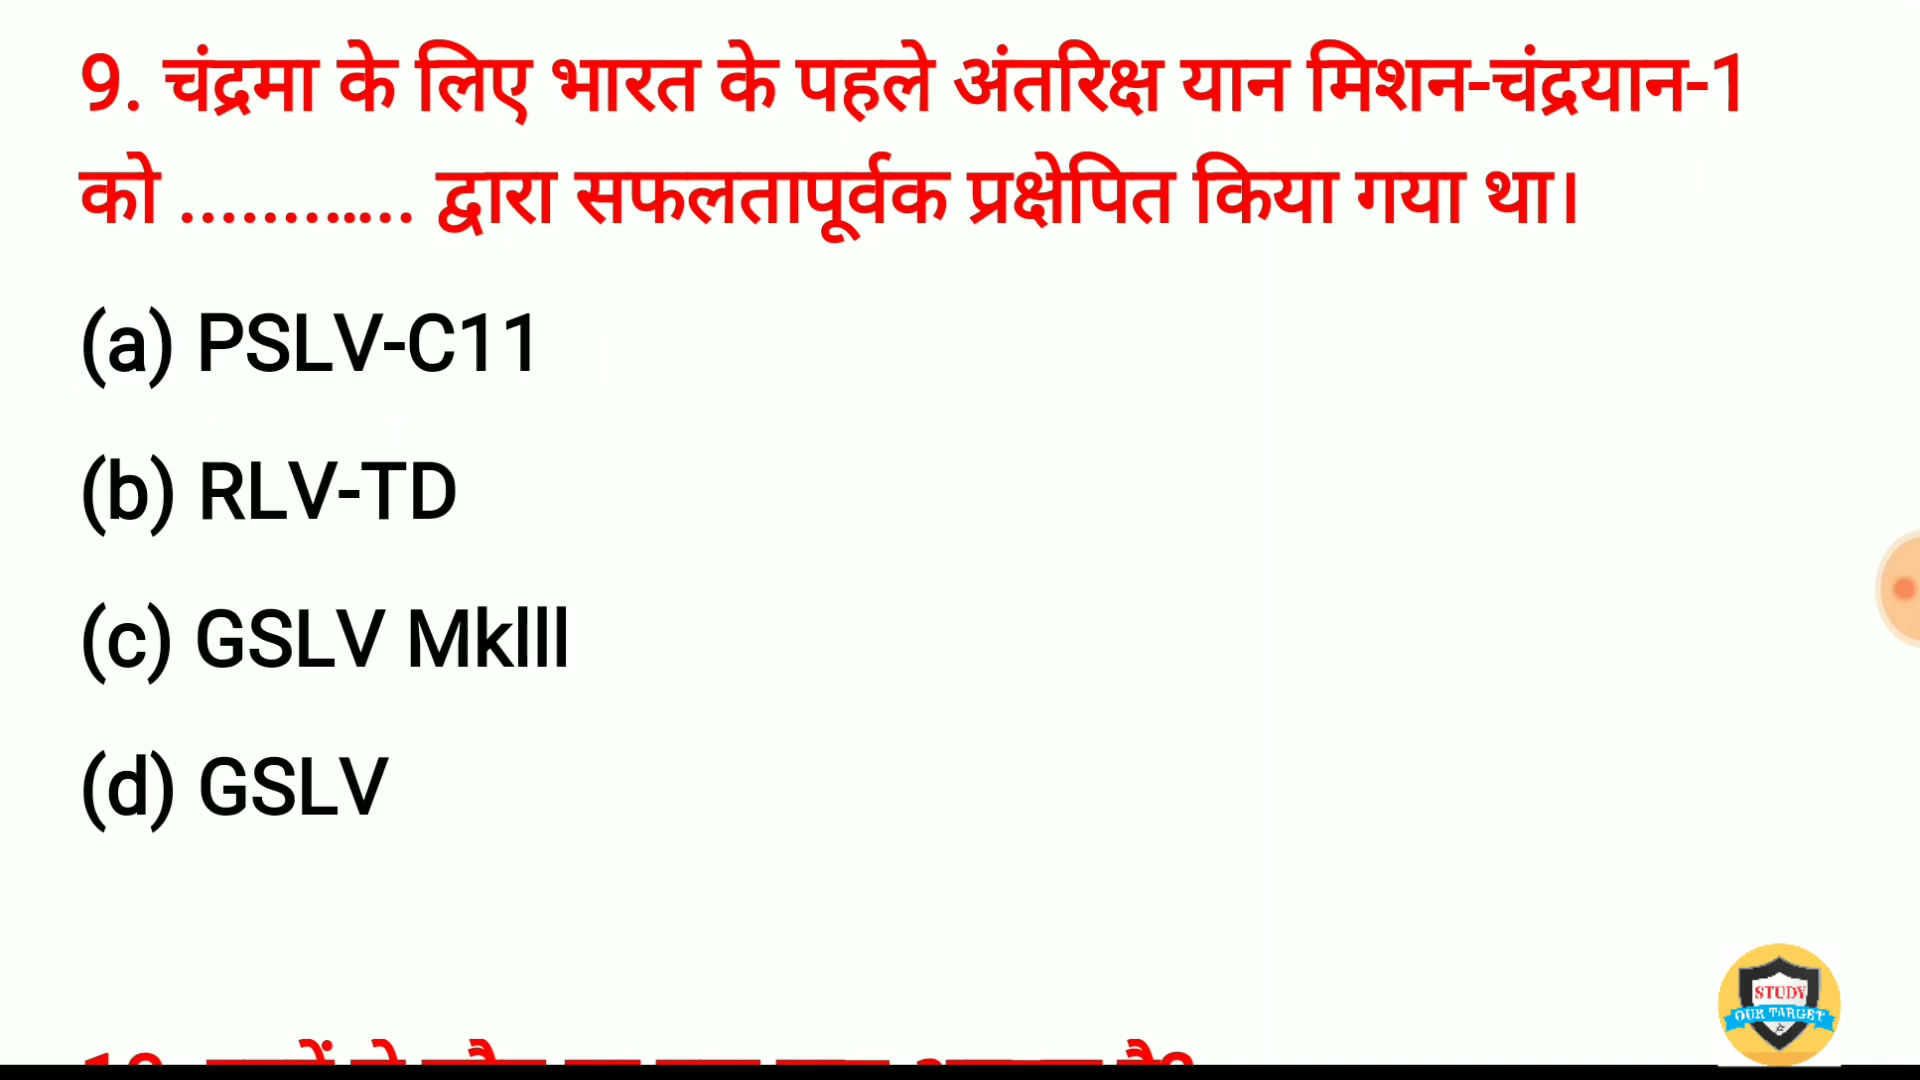 9. चंद्रमा के लिए भारत के पहले अंतरिक्ष यान मिशन-चंद्रयान-1
को ............ द्वारा सफलतापूर्वक प्रक्षेपित किया गया था।
(a) PSLV-C11
(b) RLV-TD
(c) GSLV Mklll
(d) GSLV
STUDY
OUR TARGET